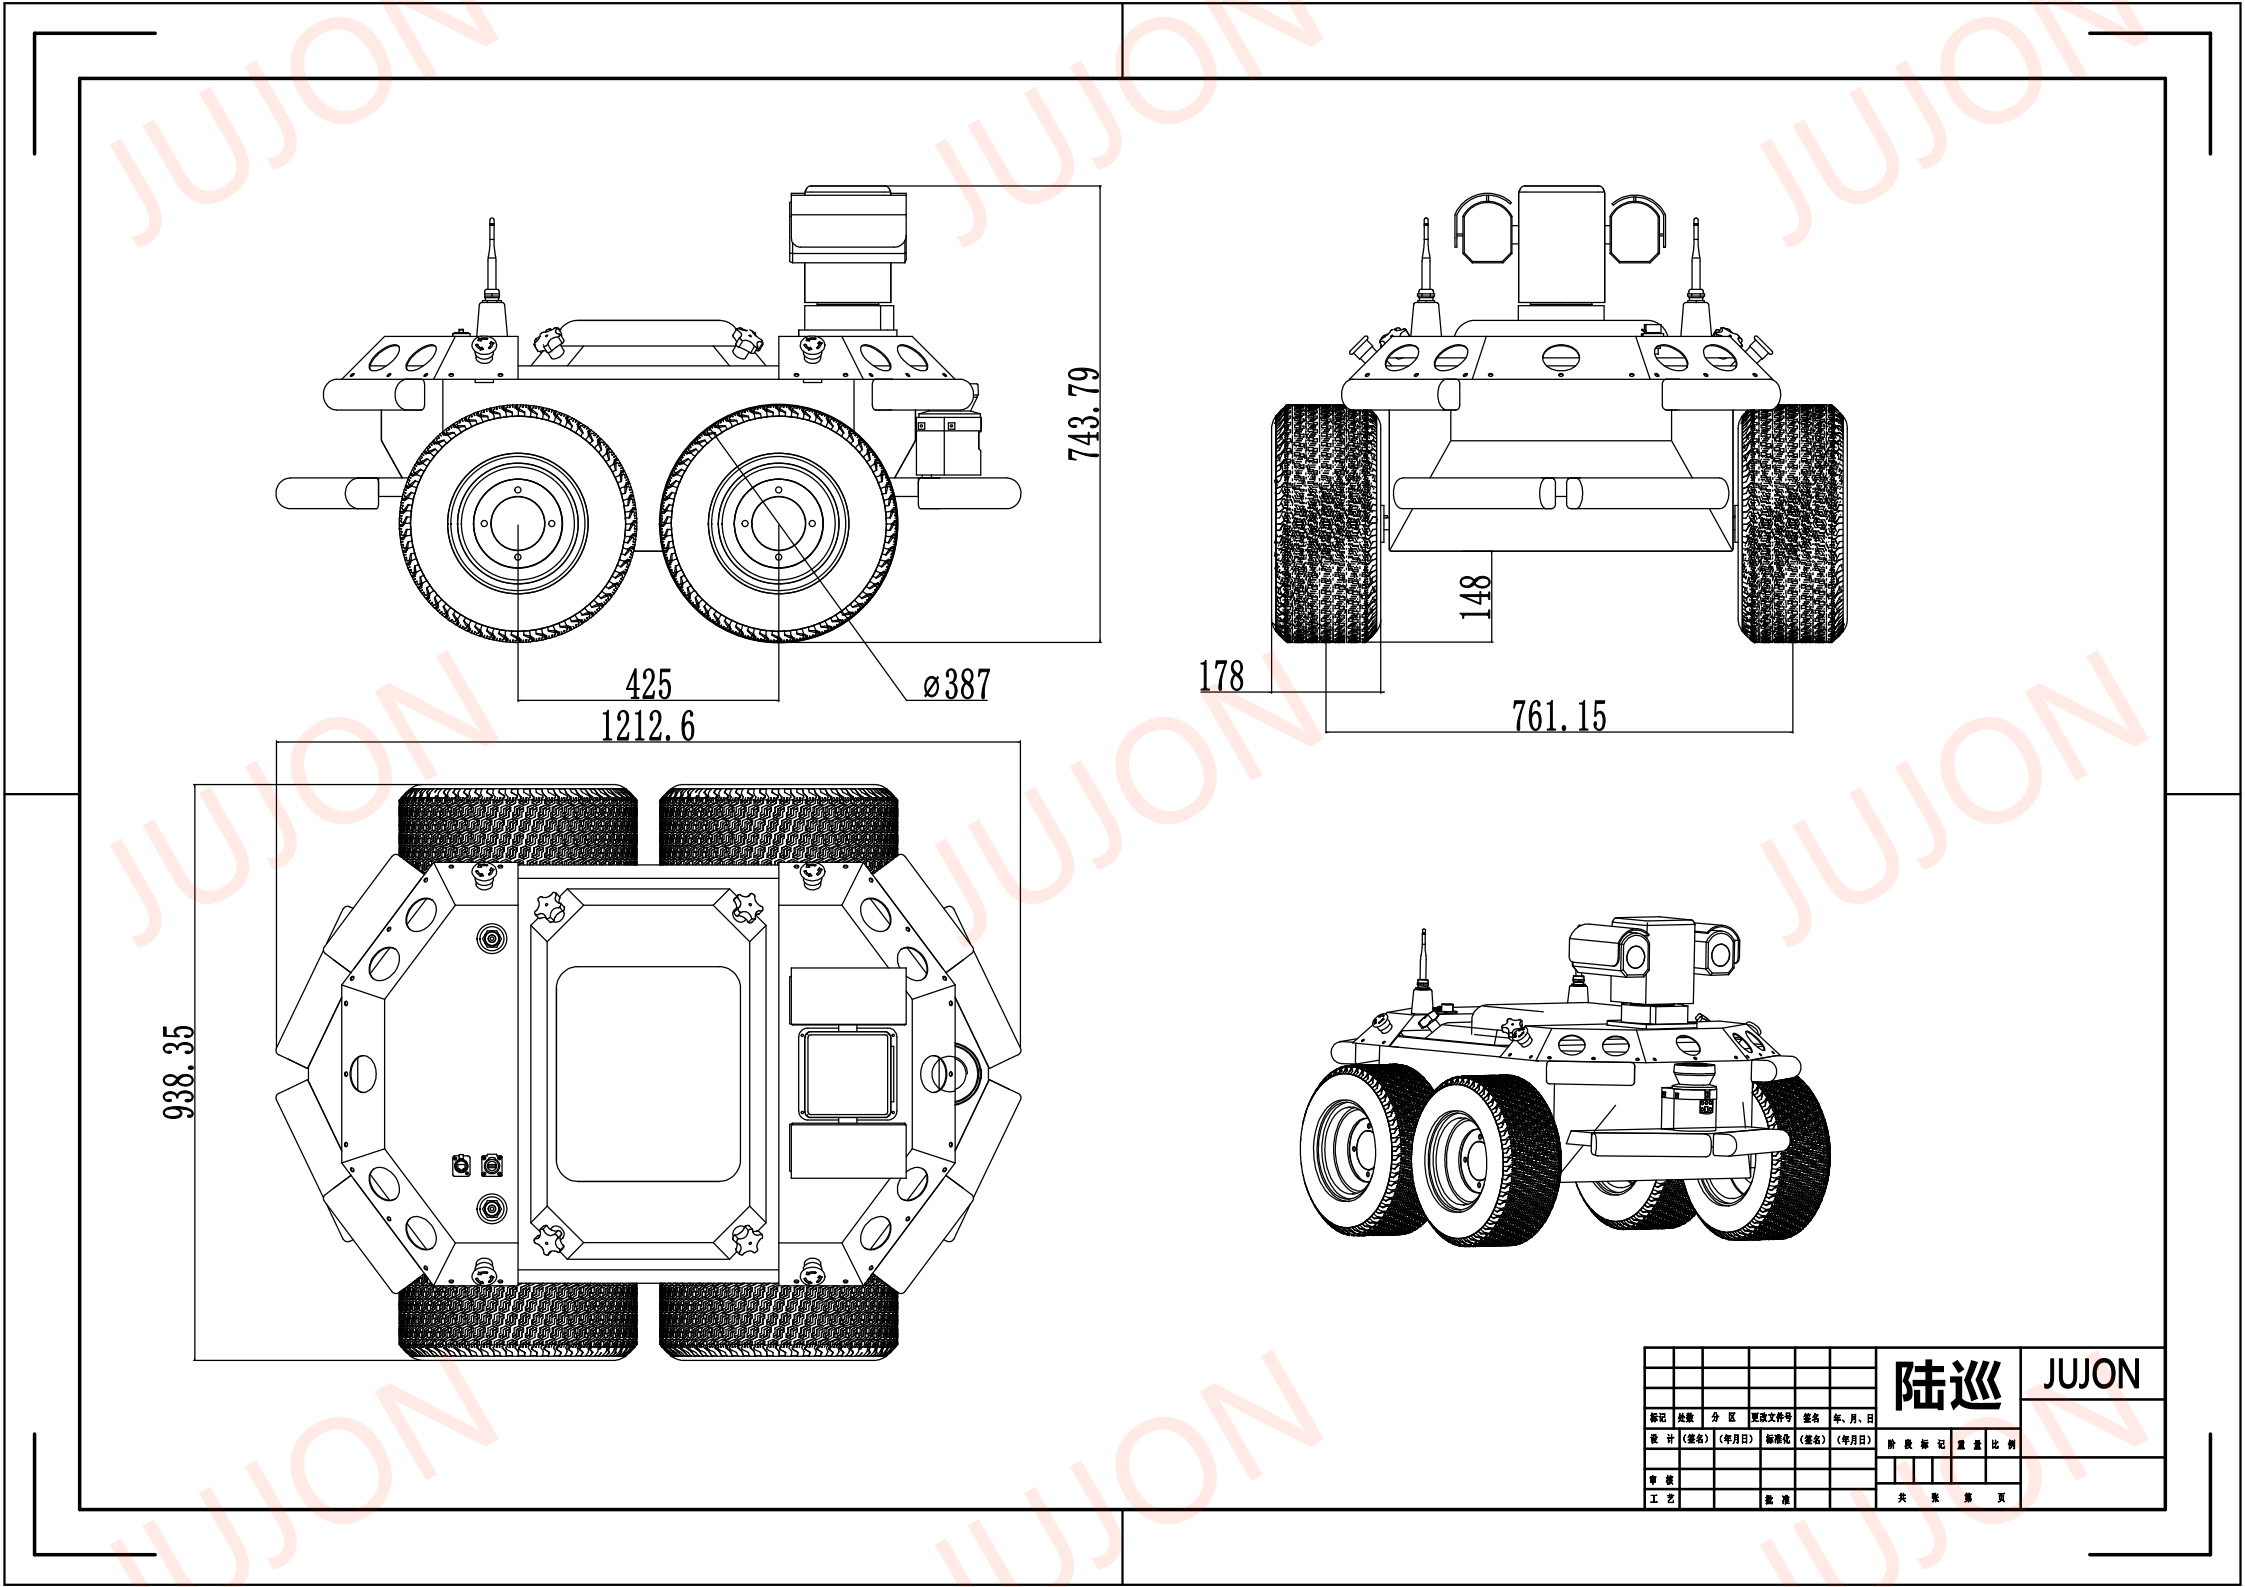 JUJON
JUJON
JUJON
743.79
425
⌀387
1212.6
148
178
761.15
JUJON
JUJON
JUJON
938.35
陆巡
JUJON
标记 处数 分 区 更改文件号 签名 年、月、日
设 计 (签名) (年月日) 标准化 (签名) (年月日)
阶 段 标 记 重 量 比 例
审 核
工 艺 批 准
共 张 第 页
JUJON
JUJON
JUJON